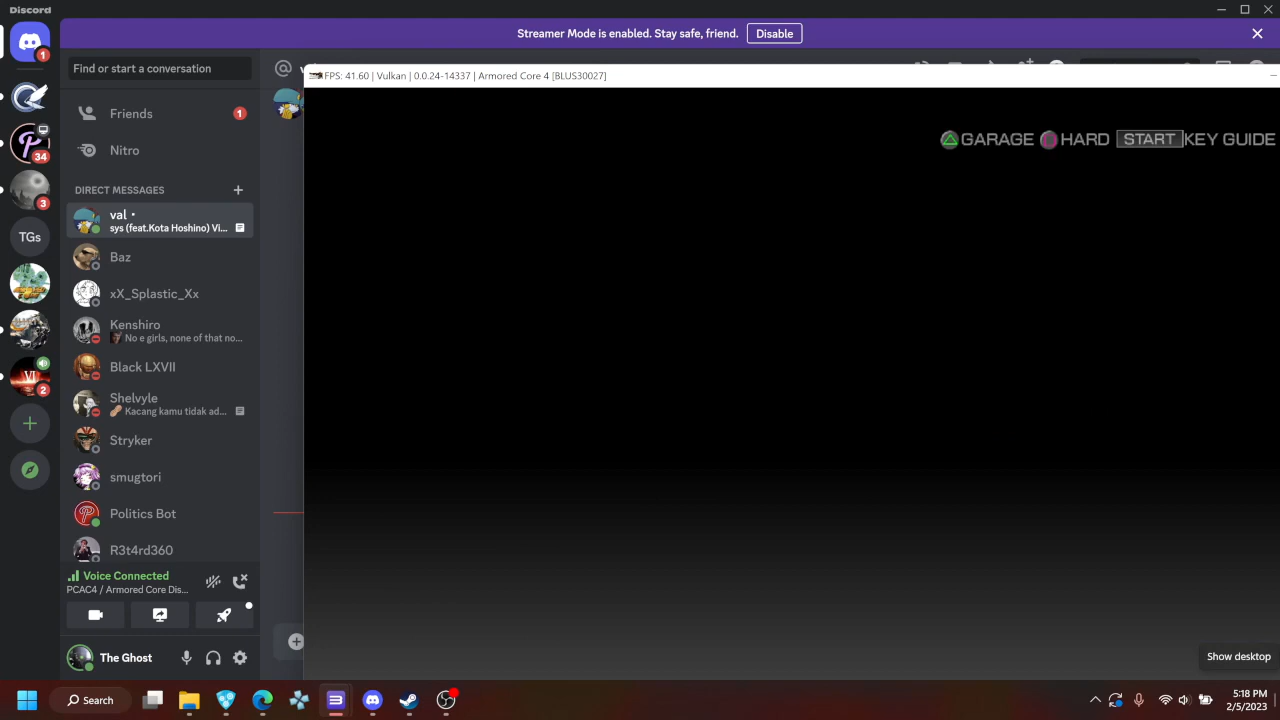 Discord
Streamer Mode is enabled. Stay safe, friend.
Disable
1
Find or start a conversation
@
FPS: 41.60 | Vulkan | 0.0.24-14337 | Armored Core 4 [BLUS30027]
Friends
1
GARAGE HARD START KEY GUIDE
Nitro
34
DIRECT MESSAGES
+
3
val
sys (feat.Kota Hoshino) Vi...
TGs
Baz
xX_Splastic_Xx
Kenshiro
No e girls, none of that no...
VI
2
Black LXVII
Shelvyle
Kacang kamu tidak ad...
Stryker
smugtori
Politics Bot
R3t4rd360
Voice Connected
PCAC4 / Armored Core Dis...
The Ghost
Show desktop
Search
5:18 PM
2/5/2023